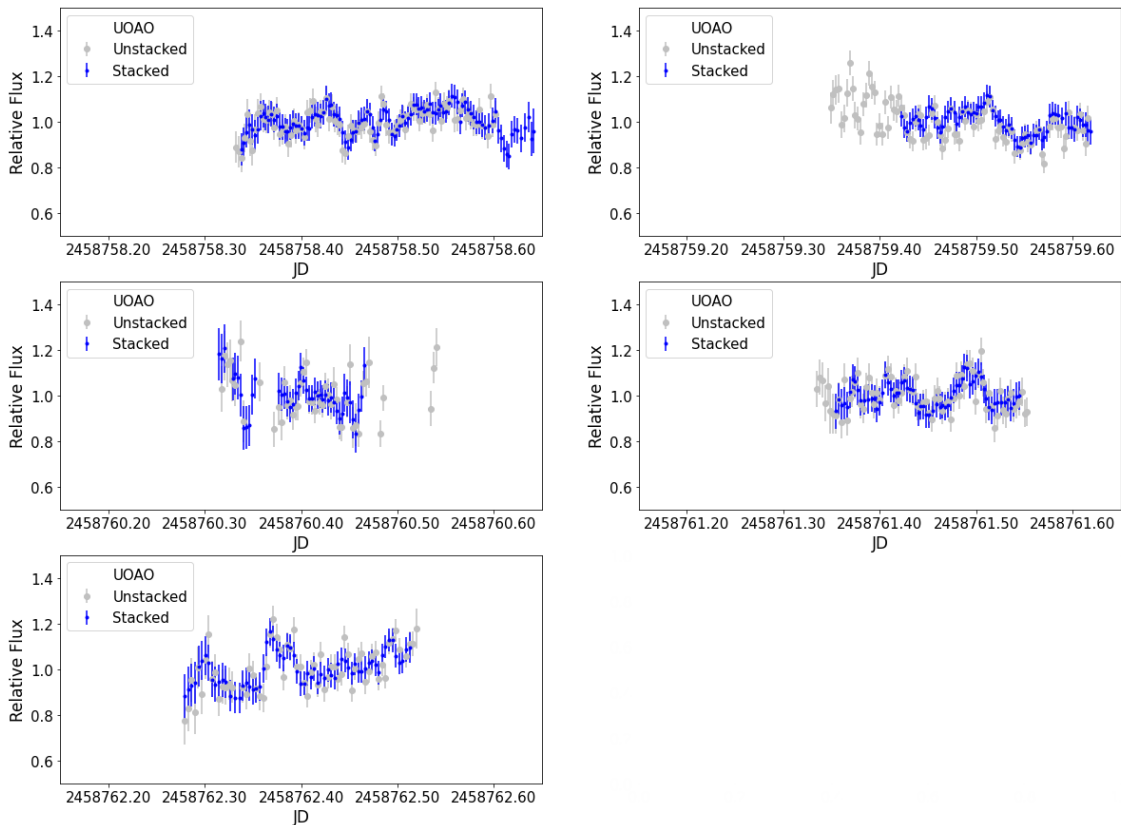 UOAO
Unstacked
Stacked
Relative Flux
1.4
1.2
1.0
0.8
0.6
2458758.20 2458758.30 2458758.40 2458758.50 2458758.60
JD
UOAO
Unstacked
Stacked
Relative Flux
1.4
1.2
1.0
0.8
0.6
2458759.20 2458759.30 2458759.40 2458759.50 2458759.60
JD
UOAO
Unstacked
Stacked
Relative Flux
1.4
1.2
1.0
0.8
0.6
2458760.20 2458760.30 2458760.40 2458760.50 2458760.60
JD
UOAO
Unstacked
Stacked
Relative Flux
1.4
1.2
1.0
0.8
0.6
2458761.20 2458761.30 2458761.40 2458761.50 2458761.60
JD
UOAO
Unstacked
Stacked
Relative Flux
1.4
1.2
1.0
0.8
0.6
2458762.20 2458762.30 2458762.40 2458762.50 2458762.60
JD